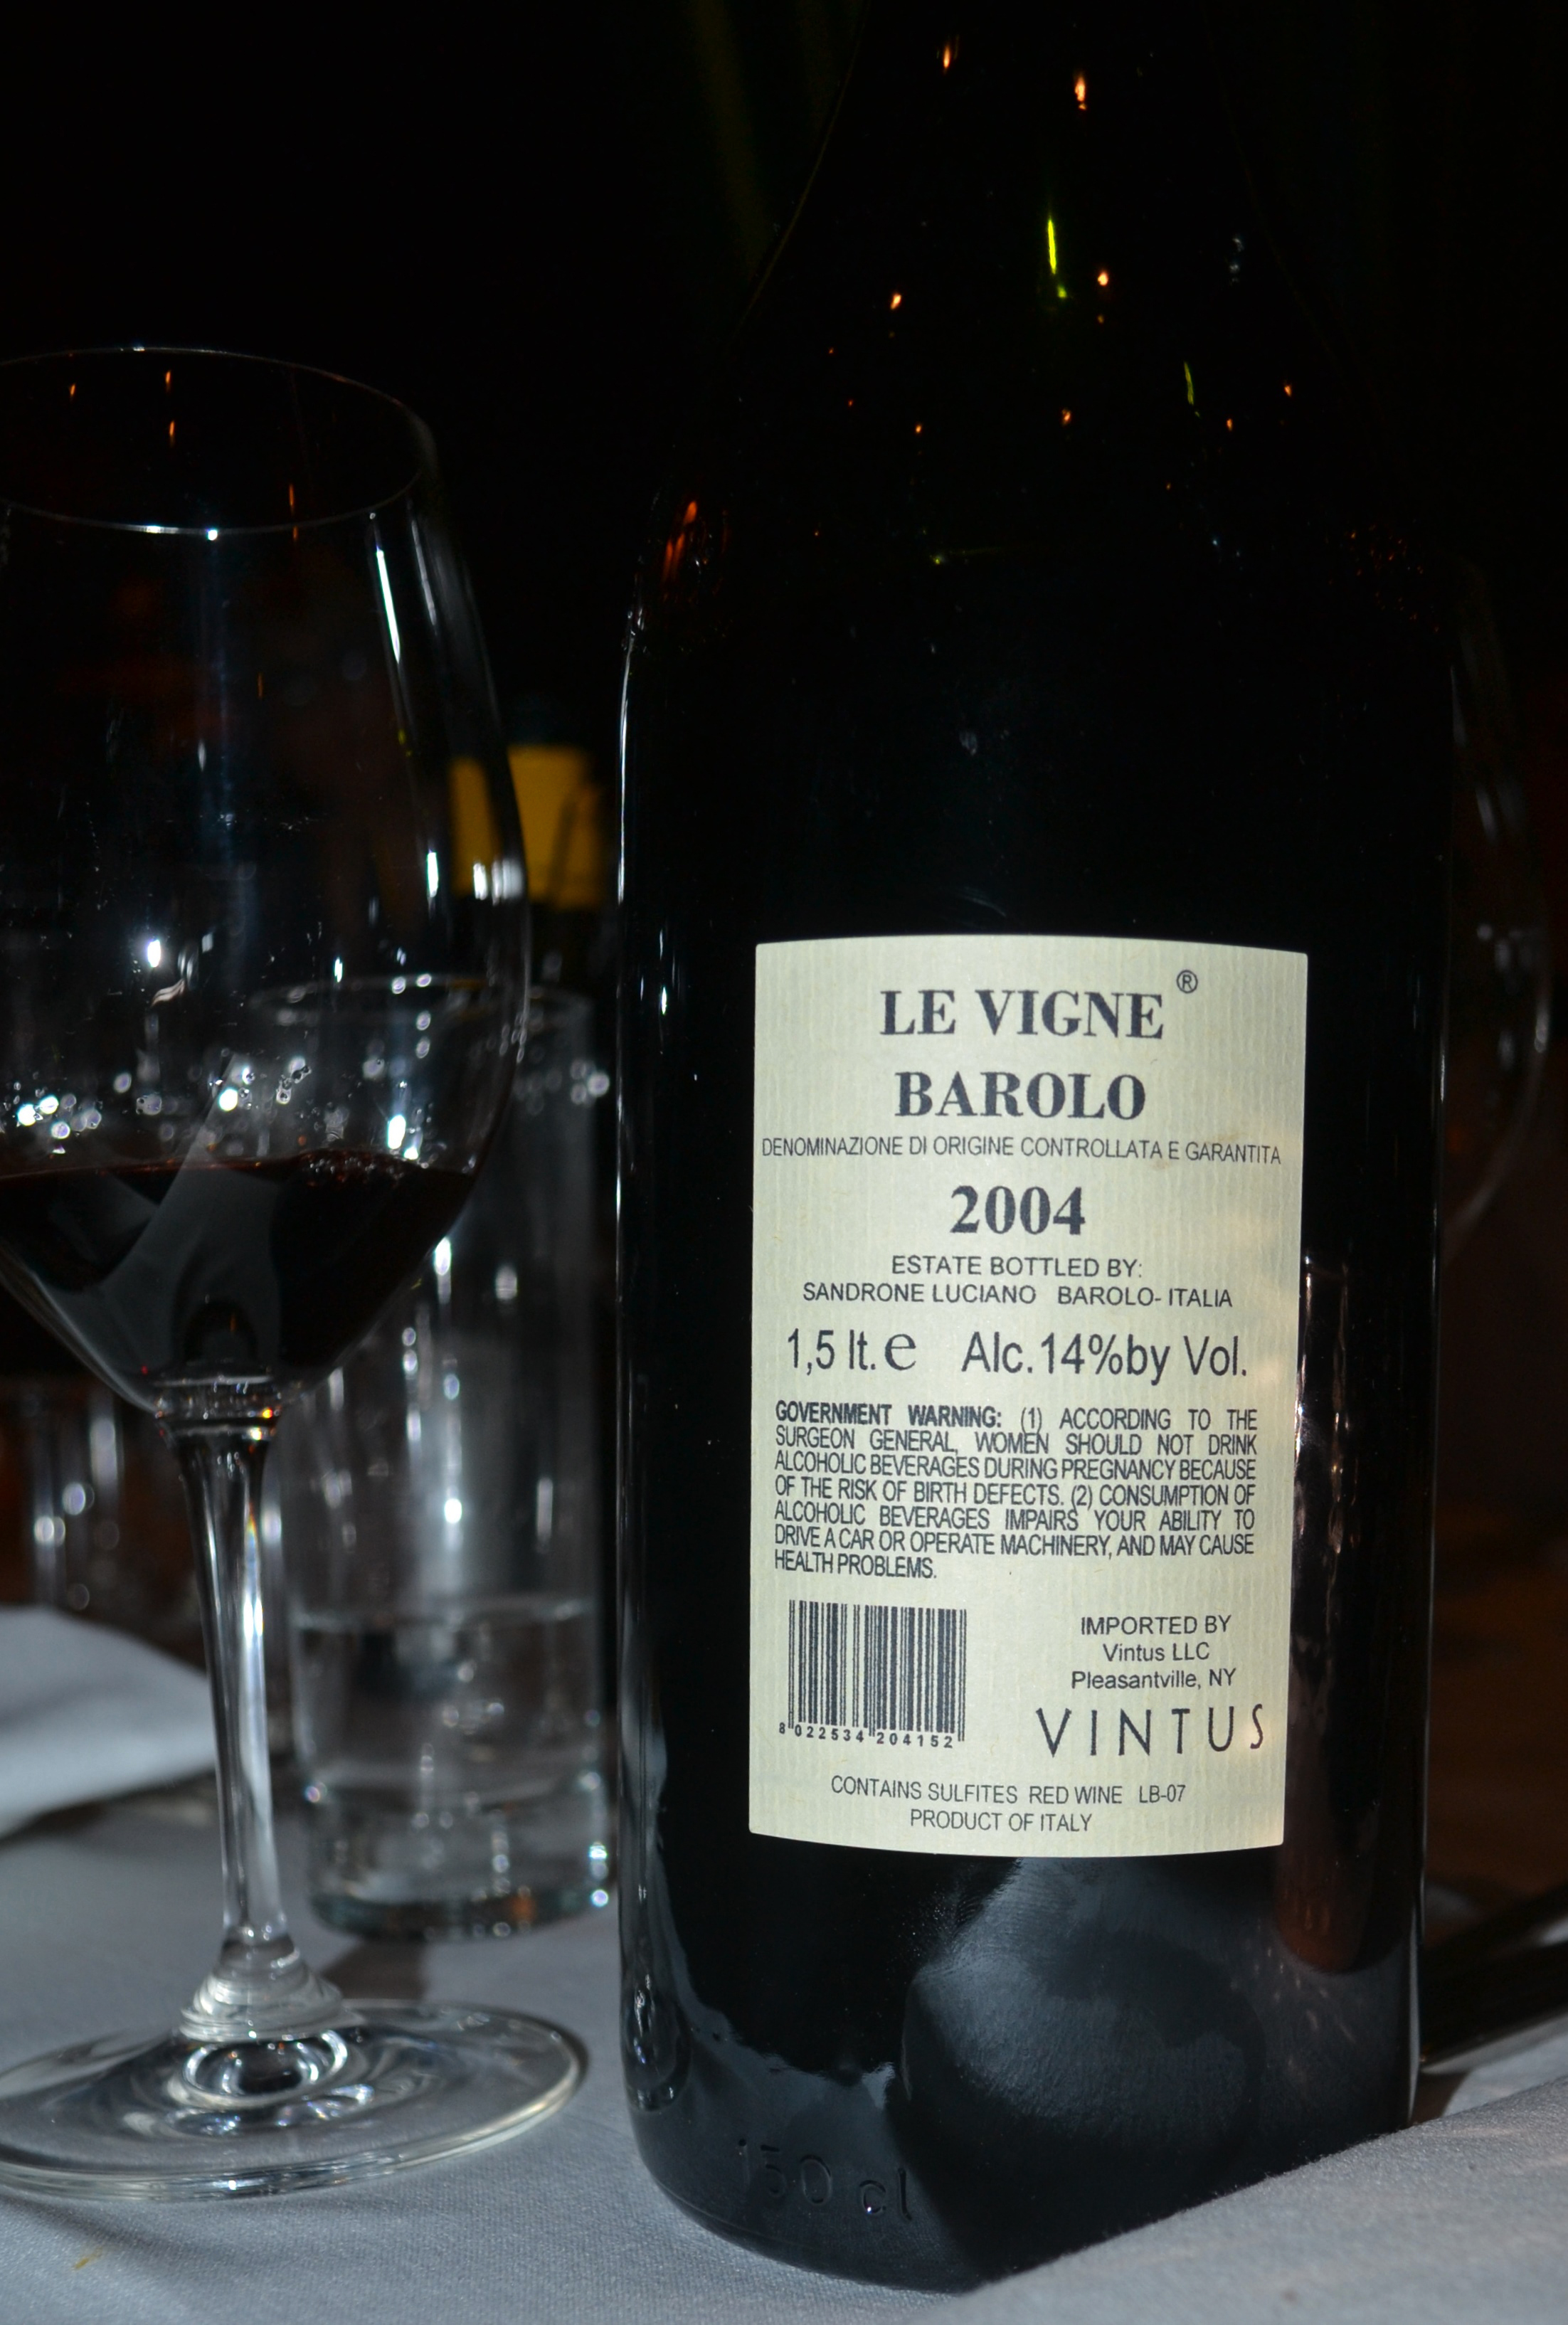 LE VIGNE ®
BAROLO
DENOMINAZIONE DI ORIGINE CONTROLLATA E GARANTITA
2004
ESTATE BOTTLED BY:
SANDRONE LUCIANO BAROLO- ITALIA
1,5 lt. e Alc.14%by Vol.
GOVERNMENT WARNING: (1) ACCORDING TO THE
SURGEON GENERAL, WOMEN SHOULD NOT DRINK
ALCOHOLIC BEVERAGES DURING PREGNANCY BECAUSE
OF THE RISK OF BIRTH DEFECTS. (2) CONSUMPTION OF
ALCOHOLIC BEVERAGES IMPAIRS YOUR ABILITY TO
DRIVE A CAR OR OPERATE MACHINERY, AND MAY CAUSE
HEALTH PROBLEMS.
8 022534 204152
IMPORTED BY
Vintus LLC
Pleasantville, NY
VINTUS
CONTAINS SULFITES RED WINE LB-07
PRODUCT OF ITALY
150 cl